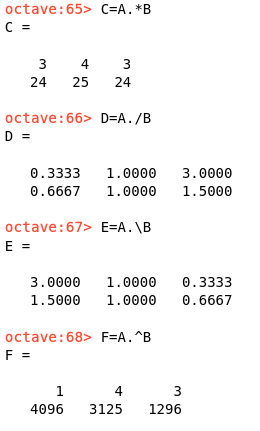 octave:65> C=A.*B
C =
3 4 3
24 25 24
octave:66> D=A./B
D =
0.3333 1.0000 3.0000
0.6667 1.0000 1.5000
octave:67> E=A.\B
E =
3.0000 1.0000 0.3333
1.5000 1.0000 0.6667
octave:68> F=A.^B
F =
1 4 3
4096 3125 1296